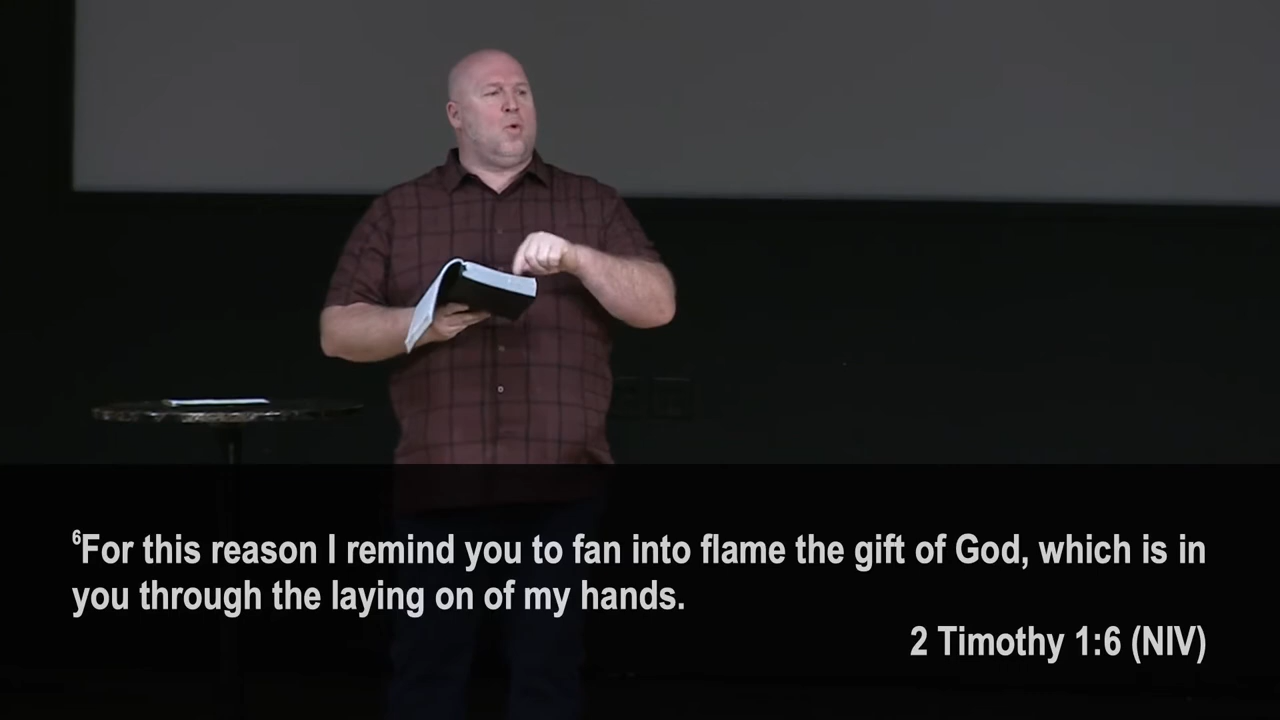 ⁶For this reason I remind you to fan into flame the gift of God, which is in
you through the laying on of my hands.
2 Timothy 1:6 (NIV)